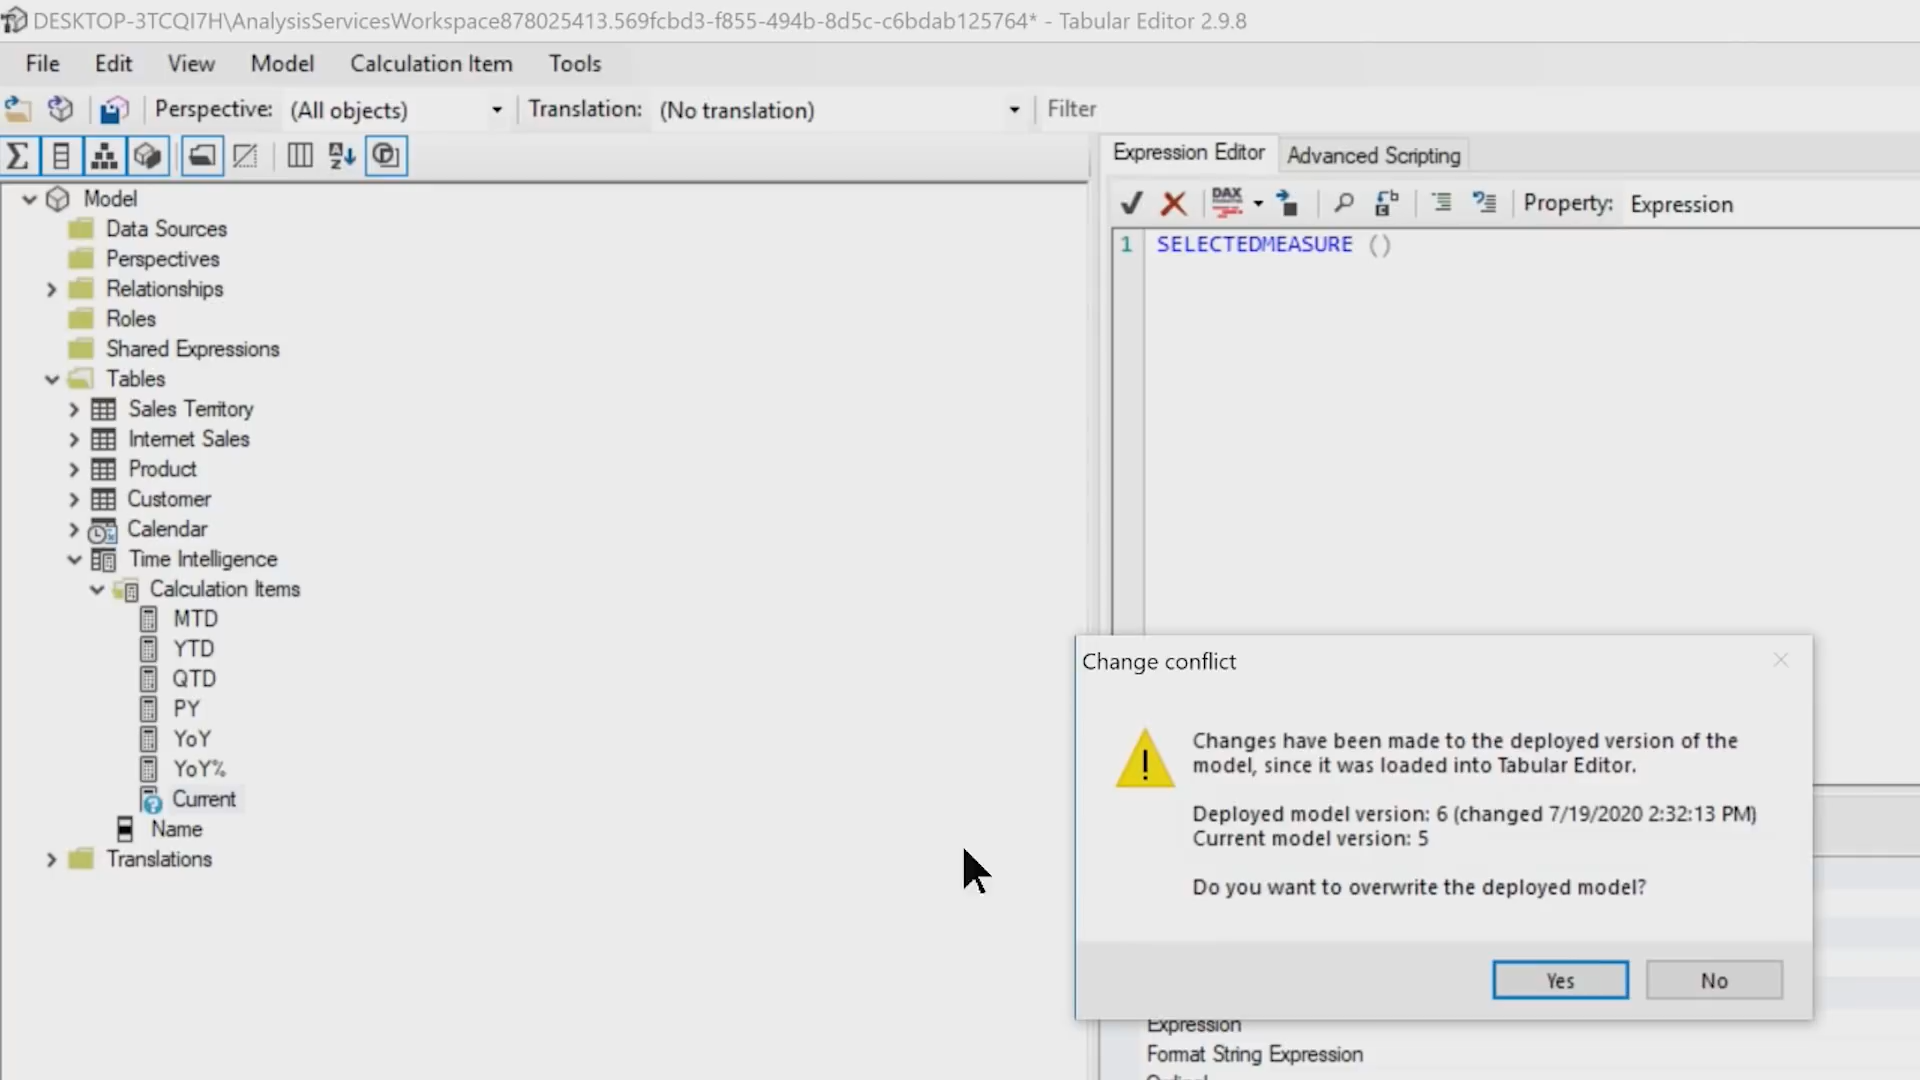 DESKTOP-3TCQI7H\AnalysisServicesWorkspace878025413.569fcbd3-f855-494b-8d5c-c6bdab125764* - Tabular Editor 2.9.8
File Edit View Model Calculation Item Tools
Perspective: (All objects) Translation: (No translation) Filter
Expression Editor Advanced Scripting
DAX Property: Expression
1 SELECTEDMEASURE ()
Model
Data Sources
Perspectives
Relationships
Roles
Shared Expressions
Tables
Sales Territory
Internet Sales
Product
Customer
Calendar
Time Intelligence
Calculation Items
MTD
YTD
QTD
PY
YoY
YoY%
Current
Name
Translations
Change conflict
Changes have been made to the deployed version of the
model, since it was loaded into Tabular Editor.
Deployed model version: 6 (changed 7/19/2020 2:32:13 PM)
Current model version: 5
Do you want to overwrite the deployed model?
Yes No
Expression
Format String Expression